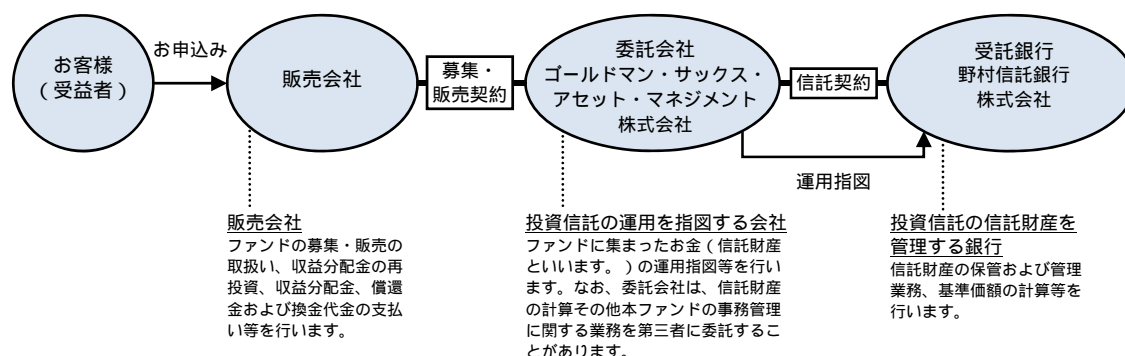 お客様
（受益者）
お申込み
販売会社
募集・
販売契約
委託会社
ゴールドマン・サックス・
アセット・マネジメント
株式会社
信託契約
受託銀行
野村信託銀行
株式会社
運用指図
販売会社
ファンドの募集・販売の
取扱い、収益分配金の再
投資、収益分配金、償還
金および換金代金の支払
い等を行います。
投資信託の運用を指図する会社
ファンドに集まったお金（信託財産
といいます。）の運用指図等を行い
ます。なお、委託会社は、信託財産
の計算その他本ファンドの事務管理
に関する業務を第三者に委託するこ
とがあります。
投資信託の信託財産を
管理する銀行
信託財産の保管および管理
業務、基準価額の計算等を
行います。